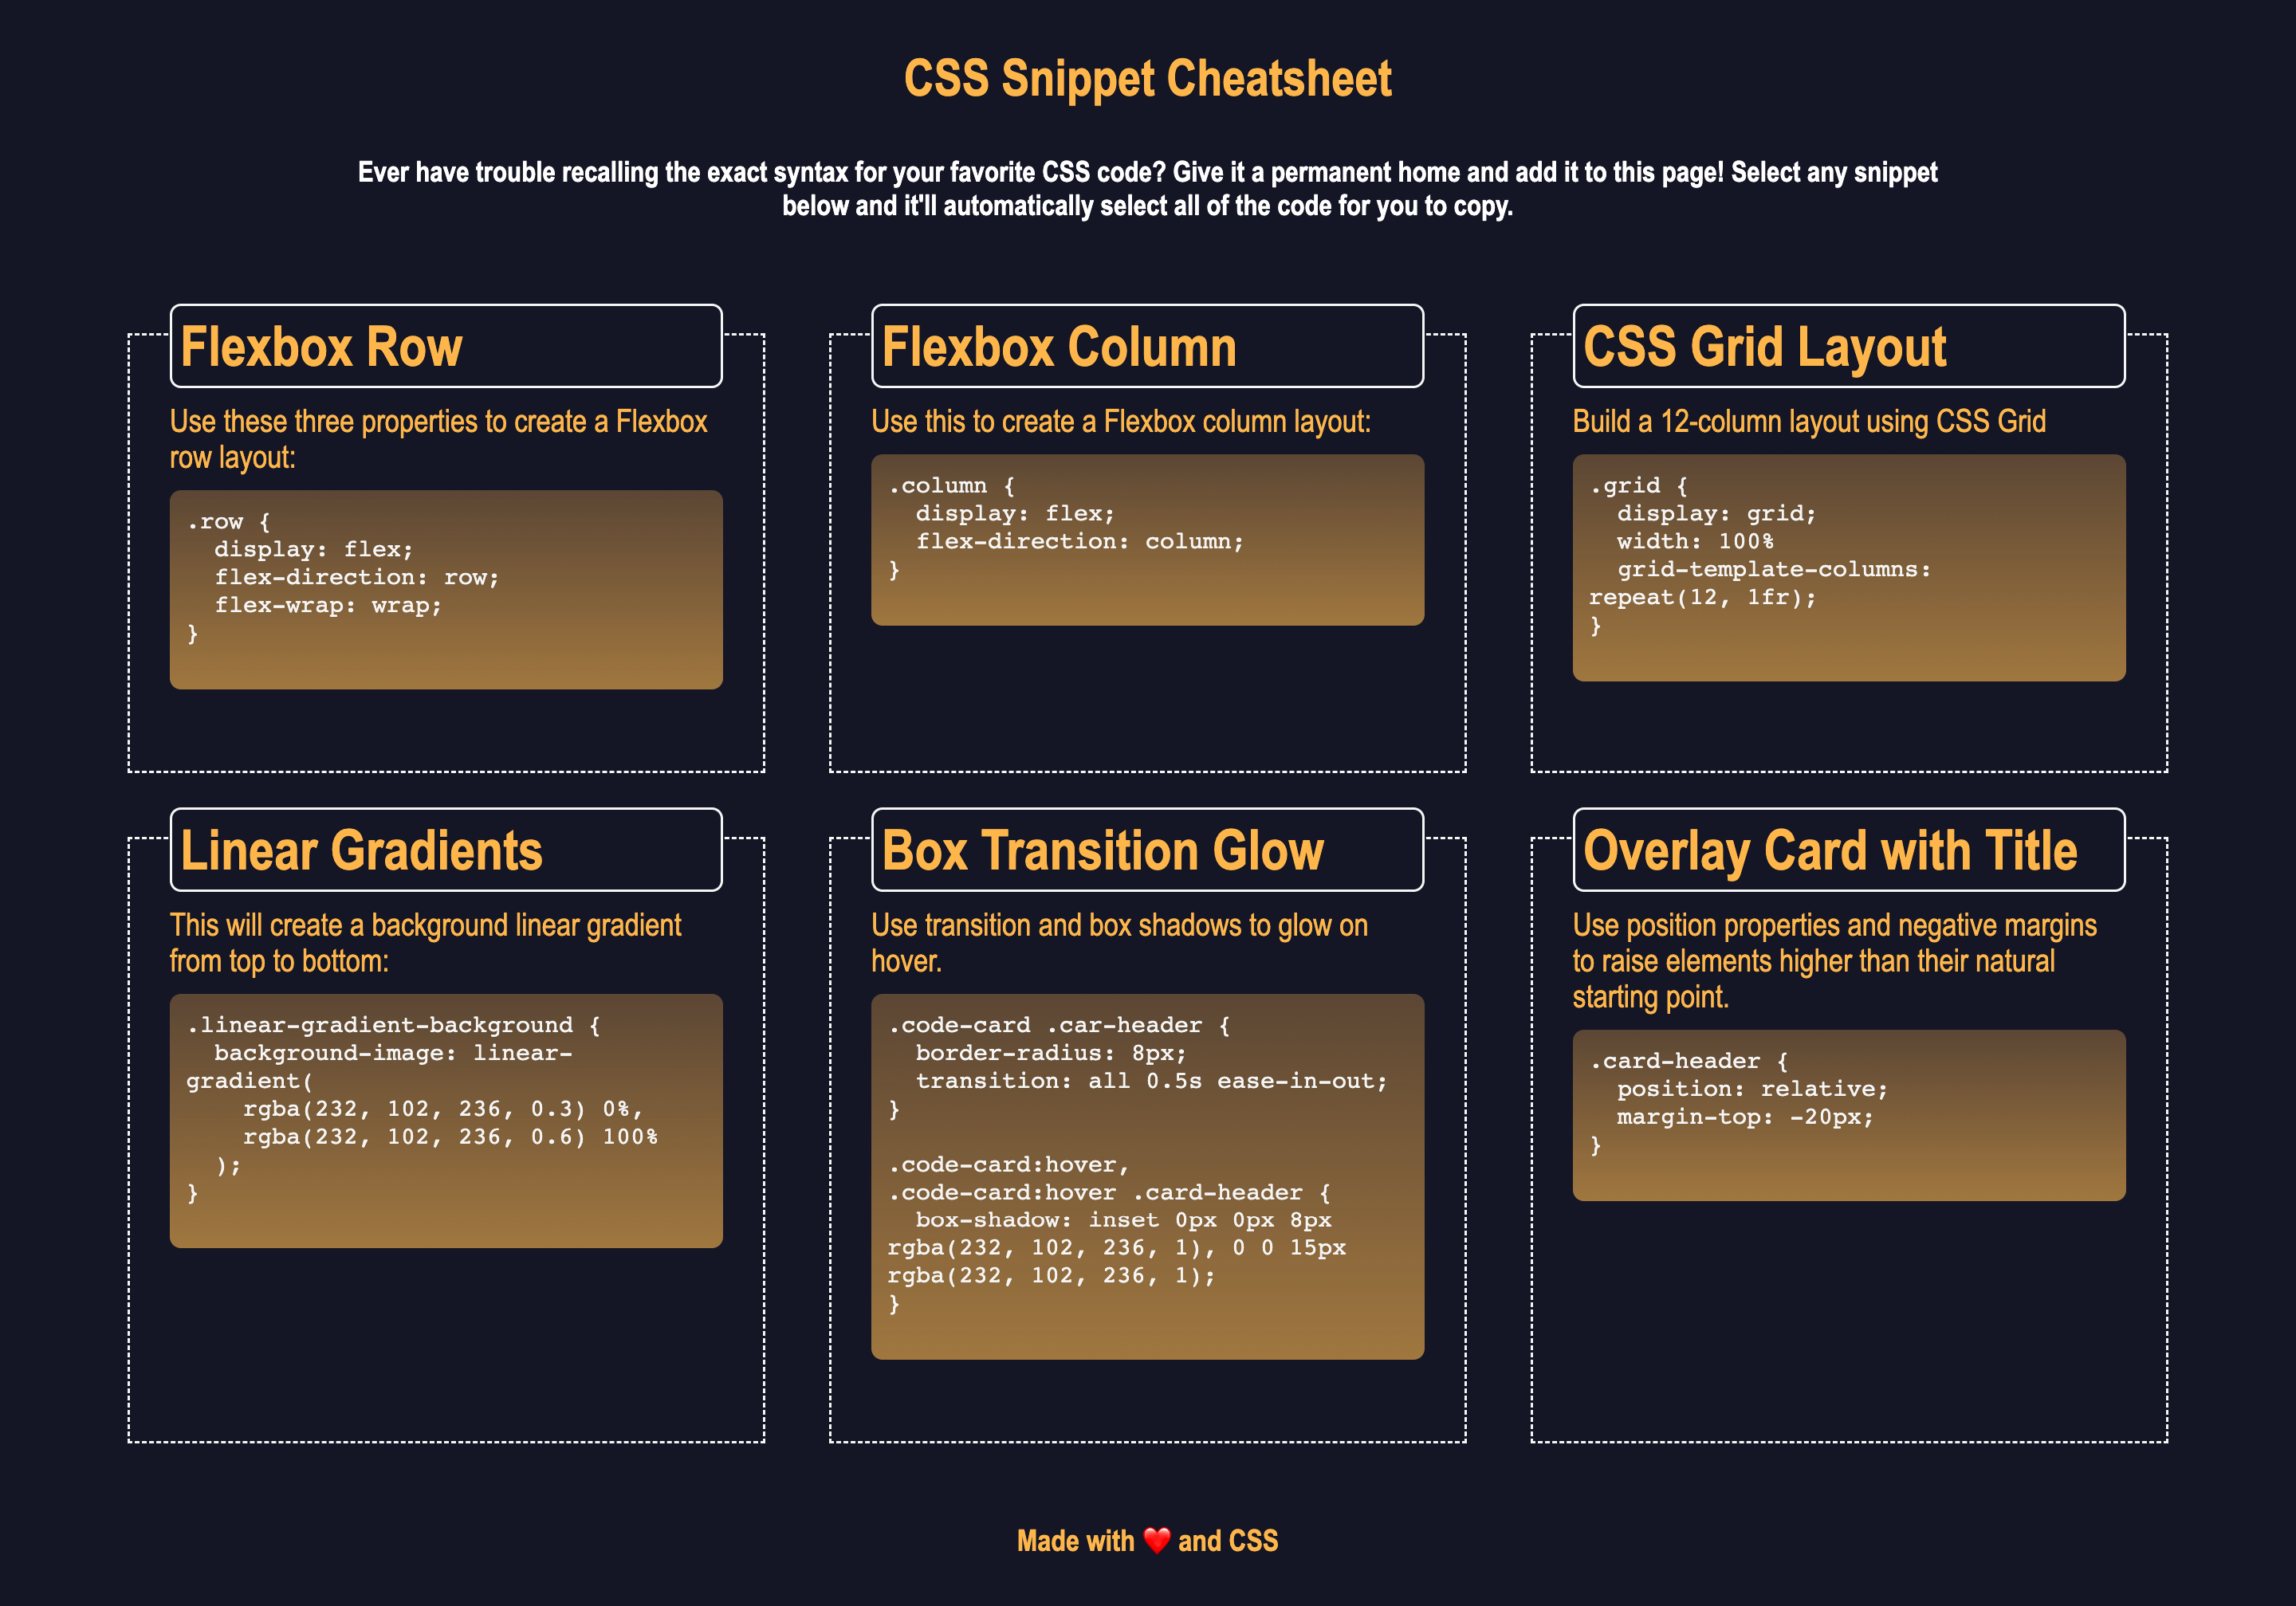 CSS Snippet Cheatsheet
Ever have trouble recalling the exact syntax for your favorite CSS code? Give it a permanent home and add it to this page! Select any snippet
below and it'll automatically select all of the code for you to copy.
Flexbox Row
Use these three properties to create a Flexbox
row layout:
.row {
  display: flex;
  flex-direction: row;
  flex-wrap: wrap;
}
Flexbox Column
Use this to create a Flexbox column layout:
.column {
  display: flex;
  flex-direction: column;
}
CSS Grid Layout
Build a 12-column layout using CSS Grid
.grid {
  display: grid;
  width: 100%
  grid-template-columns:
repeat(12, 1fr);
}
Linear Gradients
This will create a background linear gradient
from top to bottom:
.linear-gradient-background {
  background-image: linear-
gradient(
    rgba(232, 102, 236, 0.3) 0%,
    rgba(232, 102, 236, 0.6) 100%
  );
}
Box Transition Glow
Use transition and box shadows to glow on
hover.
.code-card .car-header {
  border-radius: 8px;
  transition: all 0.5s ease-in-out;
}
.code-card:hover,
.code-card:hover .card-header {
  box-shadow: inset 0px 0px 8px
rgba(232, 102, 236, 1), 0 0 15px
rgba(232, 102, 236, 1);
}
Overlay Card with Title
Use position properties and negative margins
to raise elements higher than their natural
starting point.
.card-header {
  position: relative;
  margin-top: -20px;
}
Made with ❤️ and CSS